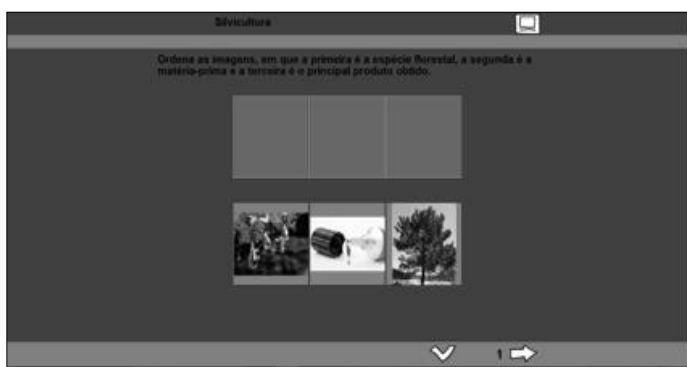 Silvicultura
Ordena as imagens, em que a primeira é a espécie florestal, a segunda é a
matéria-prima e a terceira é o principal produto obtido.
1